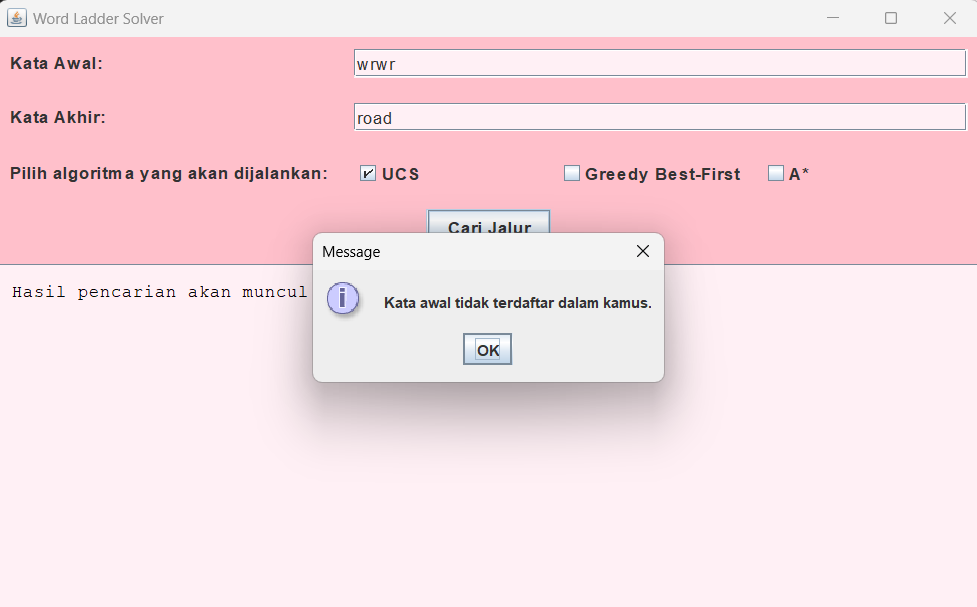 Word Ladder Solver
Kata Awal:
wrwr
Kata Akhir:
road
Pilih algoritma yang akan dijalankan:
UCS
Greedy Best-First
A*
Cari Jalur
Message
Hasil pencarian akan muncul
Kata awal tidak terdaftar dalam kamus.
OK